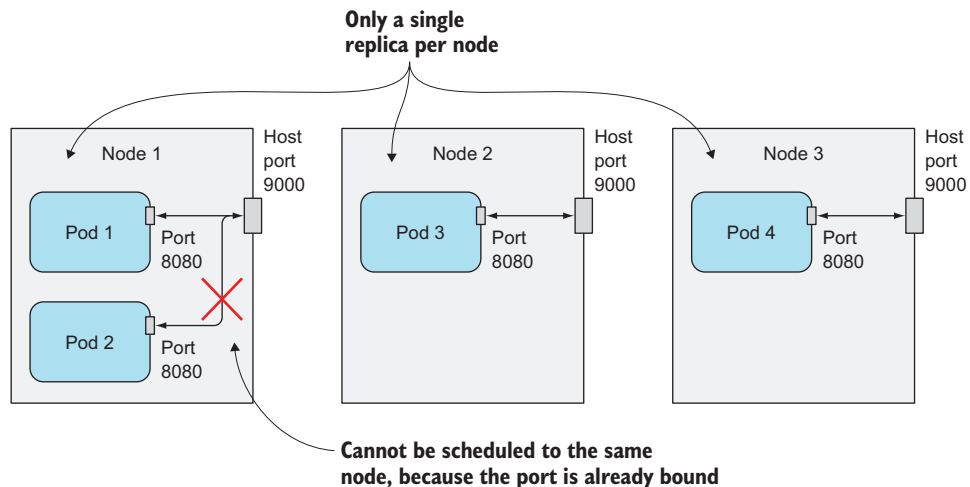 Only a single
replica per node
Node 1
Host
port
9000
Pod 1
Port
8080
Pod 2
Port
8080
Node 2
Host
port
9000
Pod 3
Port
8080
Node 3
Host
port
9000
Pod 4
Port
8080
Cannot be scheduled to the same
node, because the port is already bound